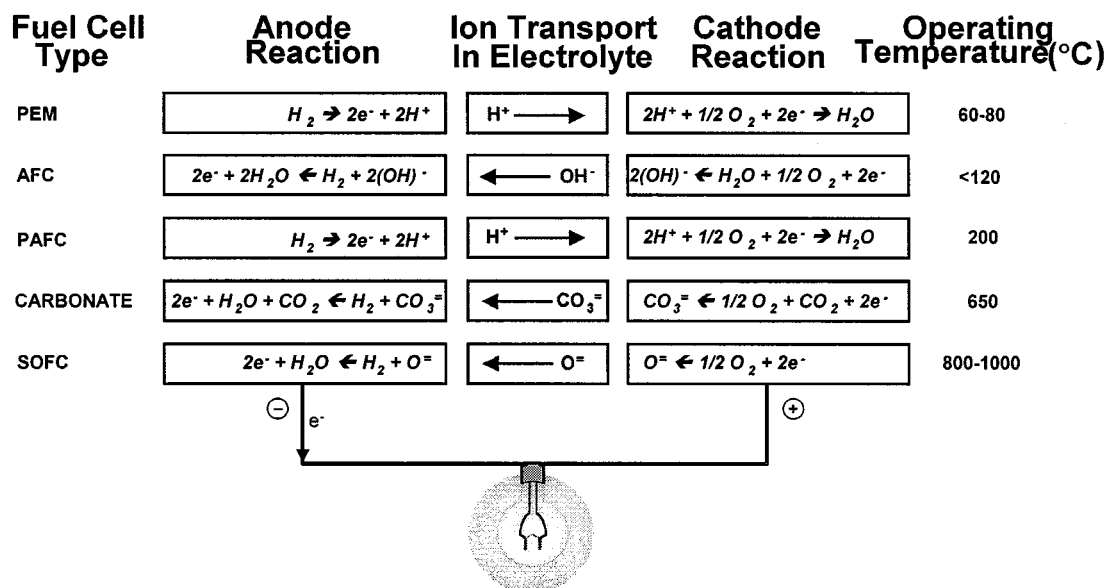 Fuel Cell Type Anode Reaction Ion Transport In Electrolyte Cathode Reaction Operating Temperature(°C)
PEM H₂ → 2e⁻ + 2H⁺ H⁺ → 2H⁺ + 1/2 O₂ + 2e⁻ → H₂O 60-80
AFC 2e⁻ + 2H₂O ← H₂ + 2(OH)⁻ ← OH⁻ 2(OH)⁻ ← H₂O + 1/2 O₂ + 2e⁻ <120
PAFC H₂ → 2e⁻ + 2H⁺ H⁺ → 2H⁺ + 1/2 O₂ + 2e⁻ → H₂O 200
CARBONATE 2e⁻ + H₂O + CO₂ ← H₂ + CO₃⁼ ← CO₃⁼ CO₃⁼ ← 1/2 O₂ + CO₂ + 2e⁻ 650
SOFC 2e⁻ + H₂O ← H₂ + O⁼ ← O⁼ O⁼ ← 1/2 O₂ + 2e⁻ 800-1000
⊖ e⁻ ⊕